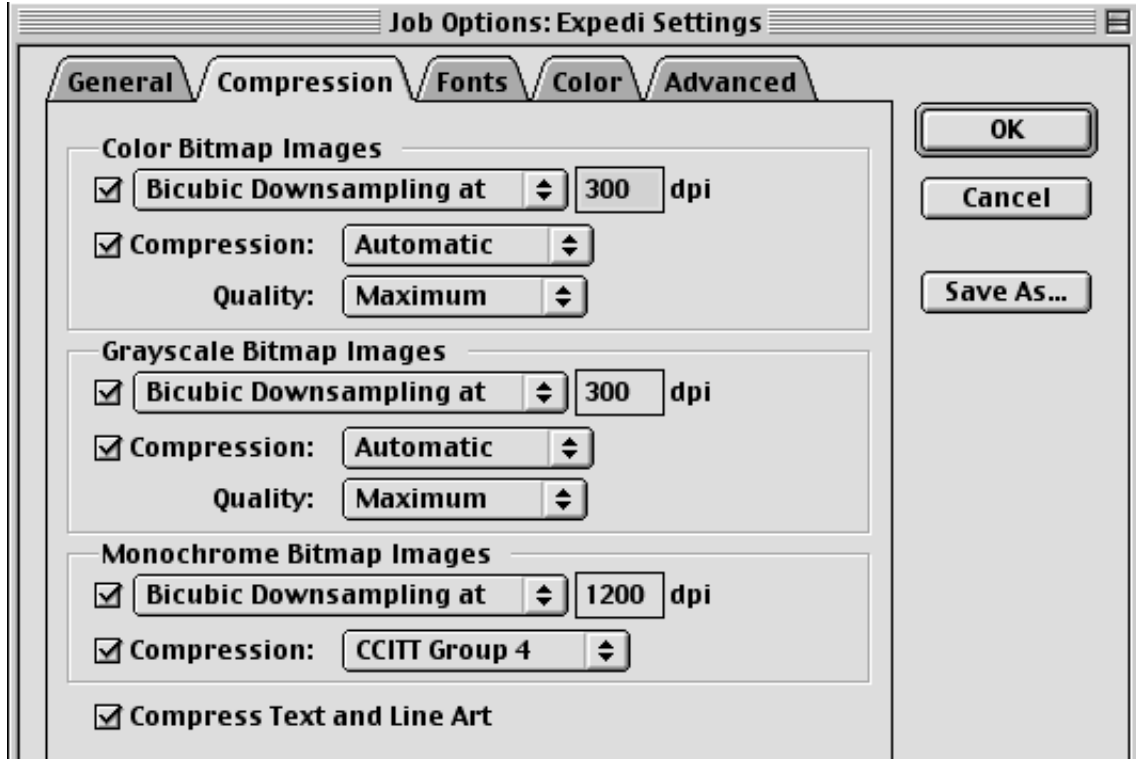 Job Options: Expedi Settings
General Compression Fonts Color Advanced
Color Bitmap Images
Bicubic Downsampling at 300 dpi
Compression: Automatic
Quality: Maximum
Grayscale Bitmap Images
Bicubic Downsampling at 300 dpi
Compression: Automatic
Quality: Maximum
Monochrome Bitmap Images
Bicubic Downsampling at 1200 dpi
Compression: CCITT Group 4
Compress Text and Line Art
OK
Cancel
Save As...